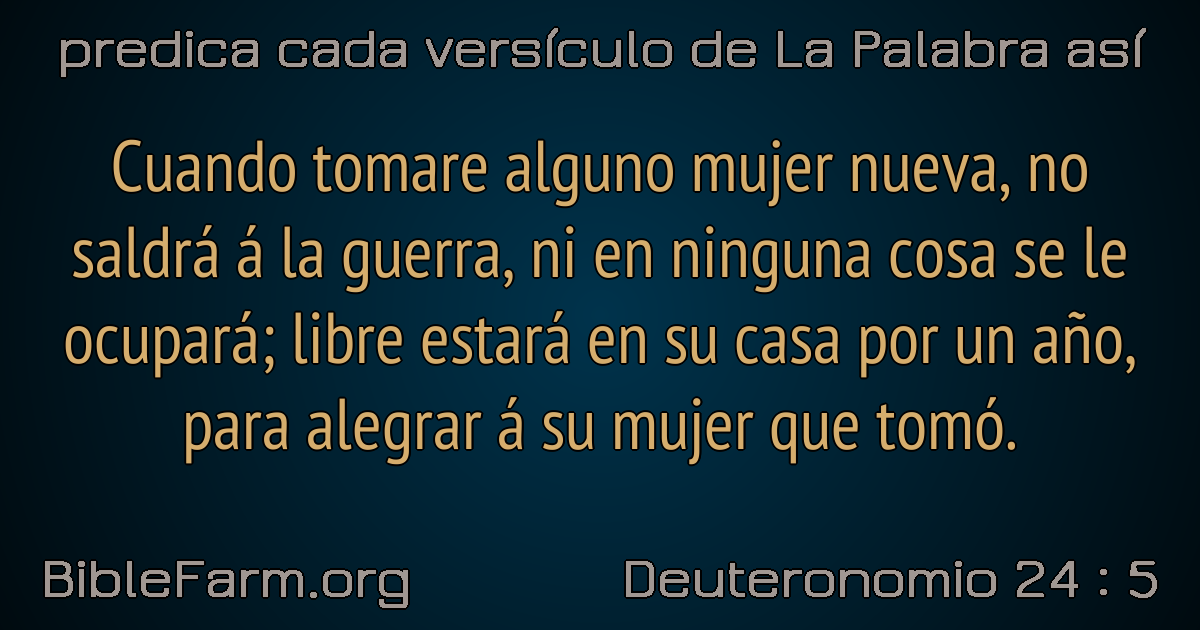 predica cada versículo de La Palabra así
Cuando tomare alguno mujer nueva, no
saldrá á la guerra, ni en ninguna cosa se le
ocupará; libre estará en su casa por un año,
para alegrar á su mujer que tomó.
BibleFarm.org
Deuteronomio 24 : 5